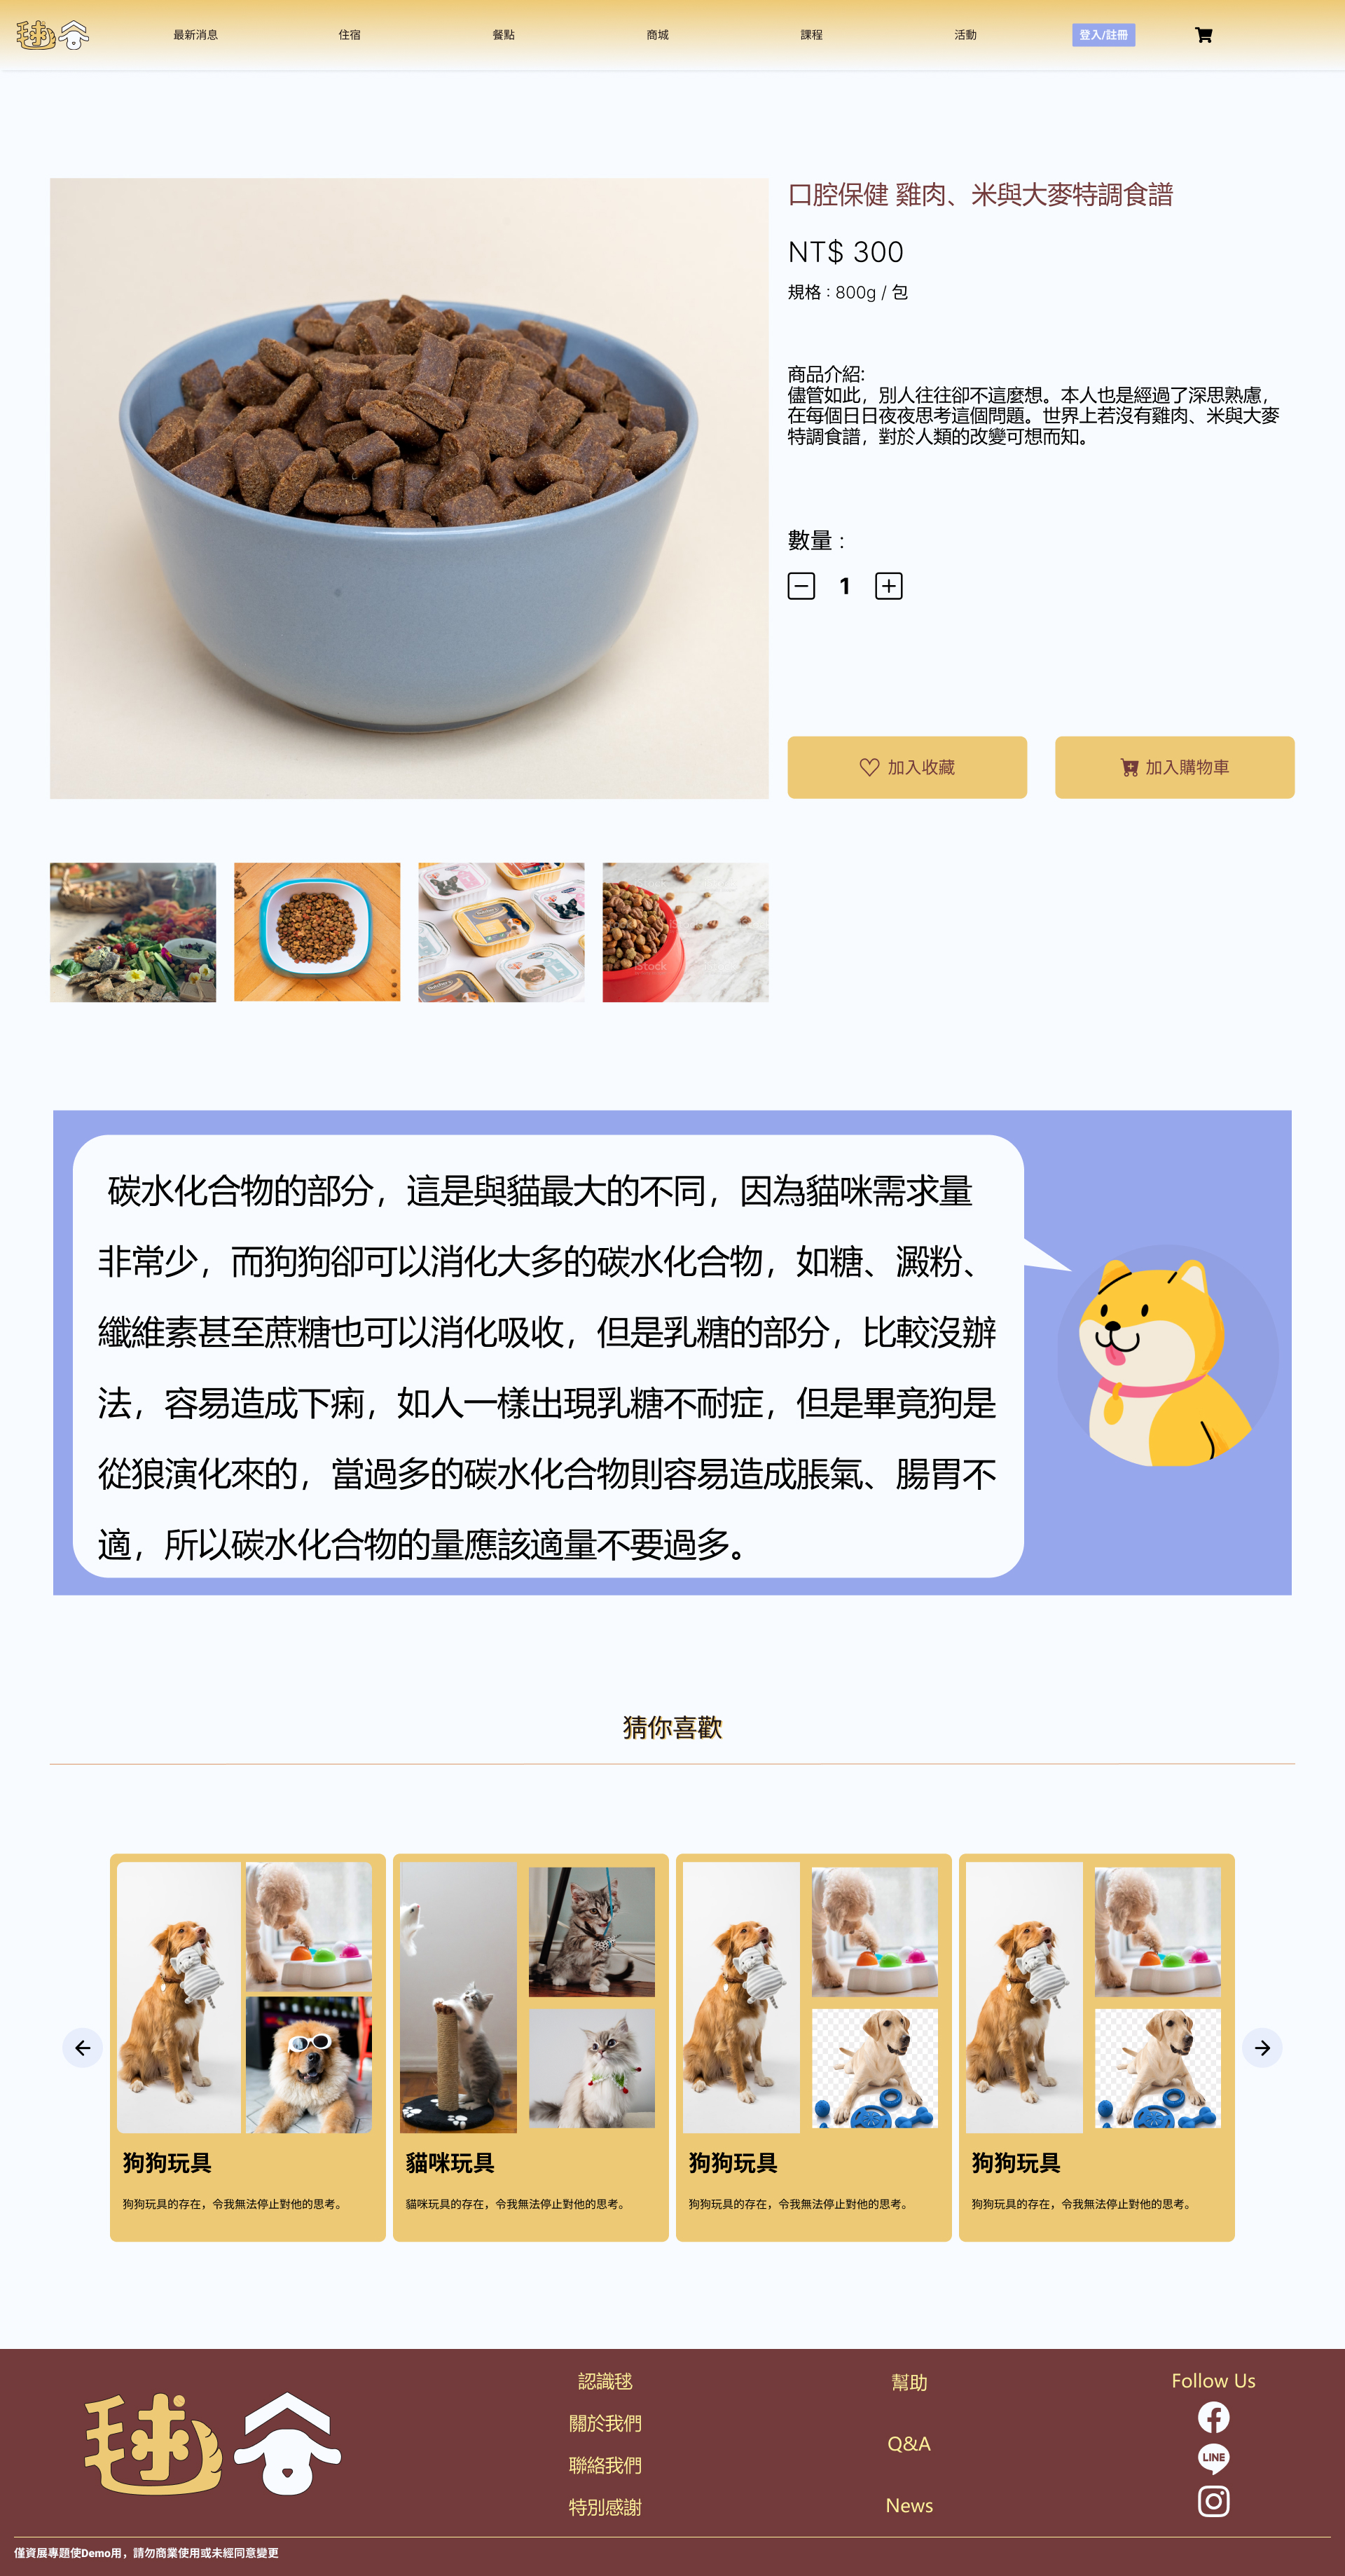 毬舍
最新消息
住宿
餐點
商城
課程
活動
登入/註冊
口腔保健 雞肉、米與大麥特調食譜
NT$ 300
規格 : 800g / 包
商品介紹:
儘管如此，別人往往卻不這麼想。本人也是經過了深思熟慮，
在每個日日夜夜思考這個問題。世界上若沒有雞肉、米與大麥
特調食譜，對於人類的改變可想而知。
數量 :
1
加入收藏
加入購物車
iStock
碳水化合物的部分，這是與貓最大的不同，因為貓咪需求量
非常少，而狗狗卻可以消化大多的碳水化合物，如糖、澱粉、
纖維素甚至蔗糖也可以消化吸收，但是乳糖的部分，比較沒辦
法，容易造成下痢，如人一樣出現乳糖不耐症，但是畢竟狗是
從狼演化來的，當過多的碳水化合物則容易造成脹氣、腸胃不
適，所以碳水化合物的量應該適量不要過多。
猜你喜歡
狗狗玩具
狗狗玩具的存在，令我無法停止對他的思考。
貓咪玩具
貓咪玩具的存在，令我無法停止對他的思考。
狗狗玩具
狗狗玩具的存在，令我無法停止對他的思考。
狗狗玩具
狗狗玩具的存在，令我無法停止對他的思考。
毬舍
認識毬
關於我們
聯絡我們
特別感謝
幫助
Q&A
News
Follow Us
LINE
僅資展專題使Demo用，請勿商業使用或未經同意變更